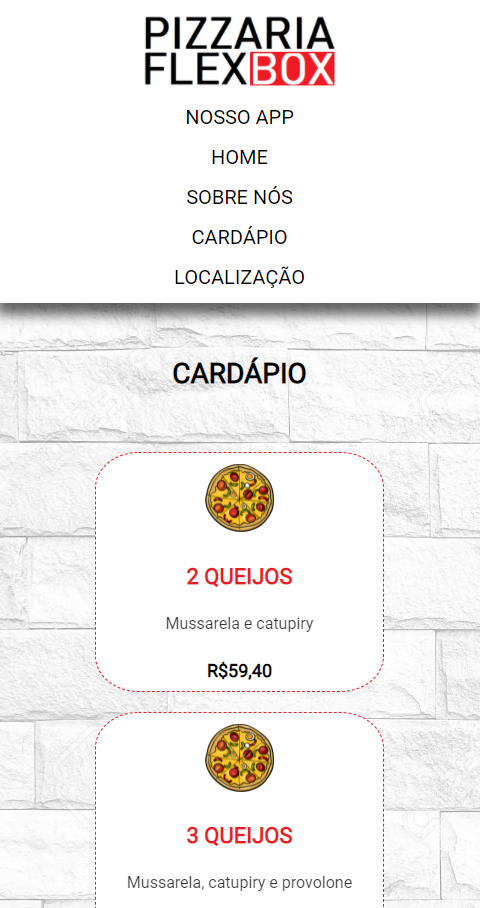 PIZZARIA
FLEXBOX
NOSSO APP
HOME
SOBRE NÓS
CARDÁPIO
LOCALIZAÇÃO
CARDÁPIO
2 QUEIJOS
Mussarela e catupiry
R$59,40
3 QUEIJOS
Mussarela, catupiry e provolone